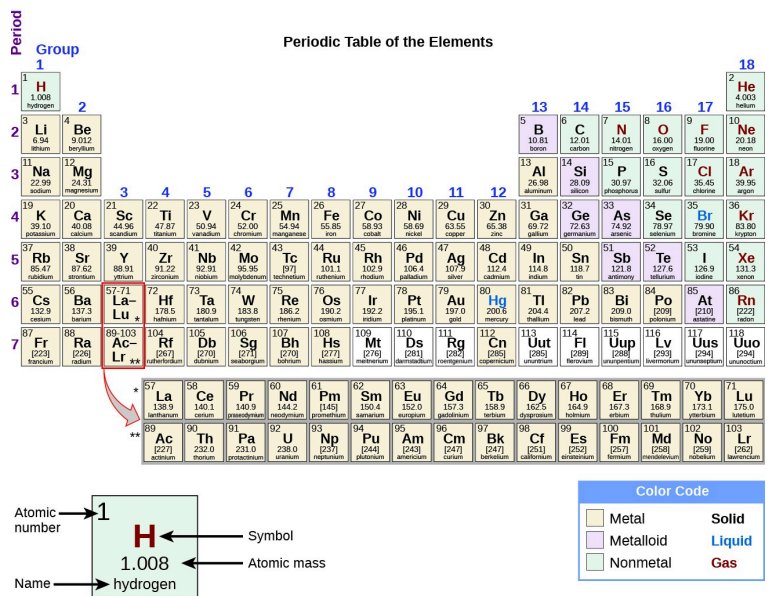 Periodic Table of the Elements
Period
Group
1 18
1 1 H 1.008 hydrogen 2 He 4.003 helium
2 13 14 15 16 17
2 3 Li 6.94 lithium 4 Be 9.012 beryllium 5 B 10.81 boron 6 C 12.01 carbon 7 N 14.01 nitrogen 8 O 16.00 oxygen 9 F 19.00 fluorine 10 Ne 20.18 neon
3 11 Na 22.99 sodium 12 Mg 24.31 magnesium 13 Al 26.98 aluminum 14 Si 28.09 silicon 15 P 30.97 phosphorus 16 S 32.06 sulfur 17 Cl 35.45 chlorine 18 Ar 39.95 argon
3 4 5 6 7 8 9 10 11 12
4 19 K 39.10 potassium 20 Ca 40.08 calcium 21 Sc 44.96 scandium 22 Ti 47.87 titanium 23 V 50.94 vanadium 24 Cr 52.00 chromium 25 Mn 54.94 manganese 26 Fe 55.85 iron 27 Co 58.93 cobalt 28 Ni 58.69 nickel 29 Cu 63.55 copper 30 Zn 65.38 zinc 31 Ga 69.72 gallium 32 Ge 72.63 germanium 33 As 74.92 arsenic 34 Se 78.97 selenium 35 Br 79.90 bromine 36 Kr 83.80 krypton
5 37 Rb 85.47 rubidium 38 Sr 87.62 strontium 39 Y 88.91 yttrium 40 Zr 91.22 zirconium 41 Nb 92.91 niobium 42 Mo 95.95 molybdenum 43 Tc [97] technetium 44 Ru 101.1 ruthenium 45 Rh 102.9 rhodium 46 Pd 106.4 palladium 47 Ag 107.9 silver 48 Cd 112.4 cadmium 49 In 114.8 indium 50 Sn 118.7 tin 51 Sb 121.8 antimony 52 Te 127.6 tellurium 53 I 126.9 iodine 54 Xe 131.3 xenon
6 55 Cs 132.9 cesium 56 Ba 137.3 barium 57-71 La– Lu * 72 Hf 178.5 hafnium 73 Ta 180.9 tantalum 74 W 183.8 tungsten 75 Re 186.2 rhenium 76 Os 190.2 osmium 77 Ir 192.2 iridium 78 Pt 195.1 platinum 79 Au 197.0 gold 80 Hg 200.6 mercury 81 Tl 204.4 thallium 82 Pb 207.2 lead 83 Bi 209.0 bismuth 84 Po [209] polonium 85 At [210] astatine 86 Rn [222] radon
7 87 Fr [223] francium 88 Ra [226] radium 89-103 Ac– Lr ** 104 Rf [267] rutherfordium 105 Db [270] dubnium 106 Sg [271] seaborgium 107 Bh [270] bohrium 108 Hs [277] hassium 109 Mt [276] meitnerium 110 Ds [281] darmstadtium 111 Rg [282] roentgenium 112 Cn [285] copernicium 113 Uut [285] ununtrium 114 Fl [289] flerovium 115 Uup [288] ununpentium 116 Lv [293] livermorium 117 Uus [294] ununseptium 118 Uuo [294] ununoctium
* 57 La 138.9 lanthanum 58 Ce 140.1 cerium 59 Pr 140.9 praseodymium 60 Nd 144.2 neodymium 61 Pm [145] promethium 62 Sm 150.4 samarium 63 Eu 152.0 europium 64 Gd 157.3 gadolinium 65 Tb 158.9 terbium 66 Dy 162.5 dysprosium 67 Ho 164.9 holmium 68 Er 167.3 erbium 69 Tm 168.9 thulium 70 Yb 173.1 ytterbium 71 Lu 175.0 lutetium
** 89 Ac [227] actinium 90 Th 232.0 thorium 91 Pa 231.0 protactinium 92 U 238.0 uranium 93 Np [237] neptunium 94 Pu [244] plutonium 95 Am [243] americium 96 Cm [247] curium 97 Bk [247] berkelium 98 Cf [251] californium 99 Es [252] einsteinium 100 Fm [257] fermium 101 Md [258] mendelevium 102 No [259] nobelium 103 Lr [262] lawrencium
Atomic number
1
H
Symbol
1.008
Atomic mass
Name
hydrogen
Color Code
Metal Solid
Metalloid Liquid
Nonmetal Gas